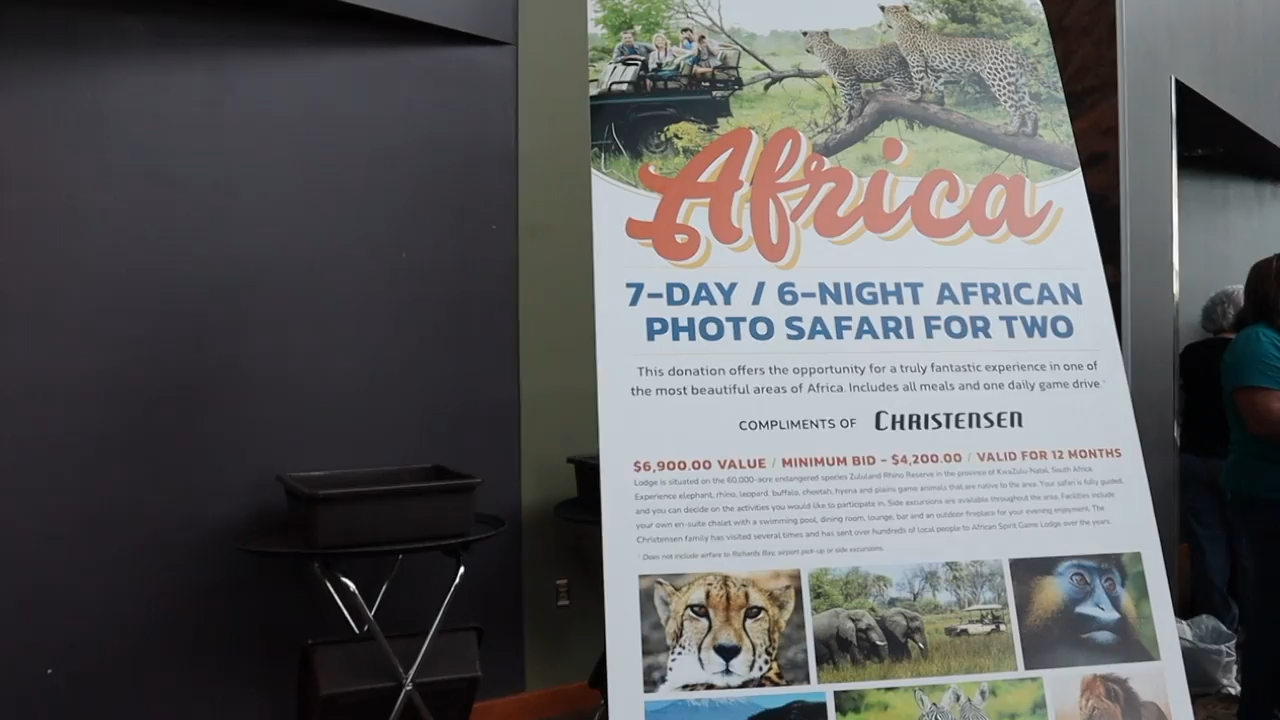 Africa
7-DAY / 6-NIGHT AFRICAN
PHOTO SAFARI FOR TWO
This donation offers the opportunity for a truly fantastic experience in one of
the most beautiful areas of Africa. Includes all meals and one daily game drive.*
COMPLIMENTS OF CHRISTENSEN
$6,900.00 VALUE / MINIMUM BID - $4,200.00 / VALID FOR 12 MONTHS
Lodge is situated on the 60,000-acre endangered species Zululand Rhino Reserve in the province of KwaZulu-Natal, South Africa.
Experience elephant, rhino, leopard, buffalo, cheetah, hyena and plains game animals that are native to the area. Your safari is fully guided,
and you can decide on the activities you would like to participate in. Side excursions are available throughout the area. Facilities include
your own en-suite chalet with a swimming pool, dining room, lounge, bar and an outdoor fireplace for your evening enjoyment. The
Christensen family has visited several times and has sent over hundreds of local people to African Spirit Game Lodge over the years.
* Does not include airfare to Richards Bay, airport pick-up or side excursions.